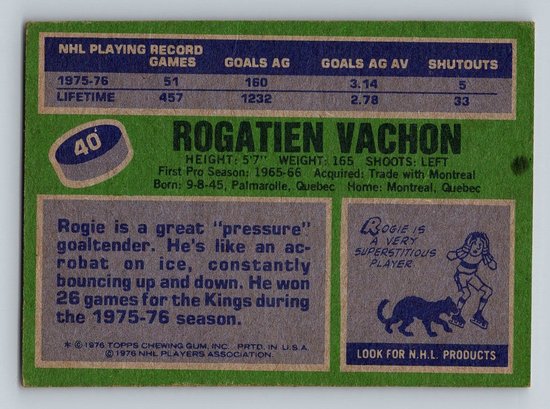 NHL PLAYING RECORD
GAMES GOALS AG GOALS AG AV SHUTOUTS
1975-76 51 160 3.14 5
LIFETIME 457 1232 2.78 33
40
ROGATIEN VACHON
HEIGHT: 5'7" WEIGHT: 165 SHOOTS: LEFT
First Pro Season: 1965-66 Acquired: Trade with Montreal
Born: 9-8-45, Palmarolle, Quebec Home: Montreal, Quebec
Rogie is a great "pressure"
goaltender. He's like an ac-
robat on ice, constantly
bouncing up and down. He won
26 games for the Kings during
the 1975-76 season.
* © 1976 TOPPS CHEWING GUM, INC. PRTD. IN U.S.A.
© 1976 NHL PLAYERS ASSOCIATION.
ROGIE IS
A VERY
SUPERSTITIOUS
PLAYER.
LOOK FOR N.H.L. PRODUCTS